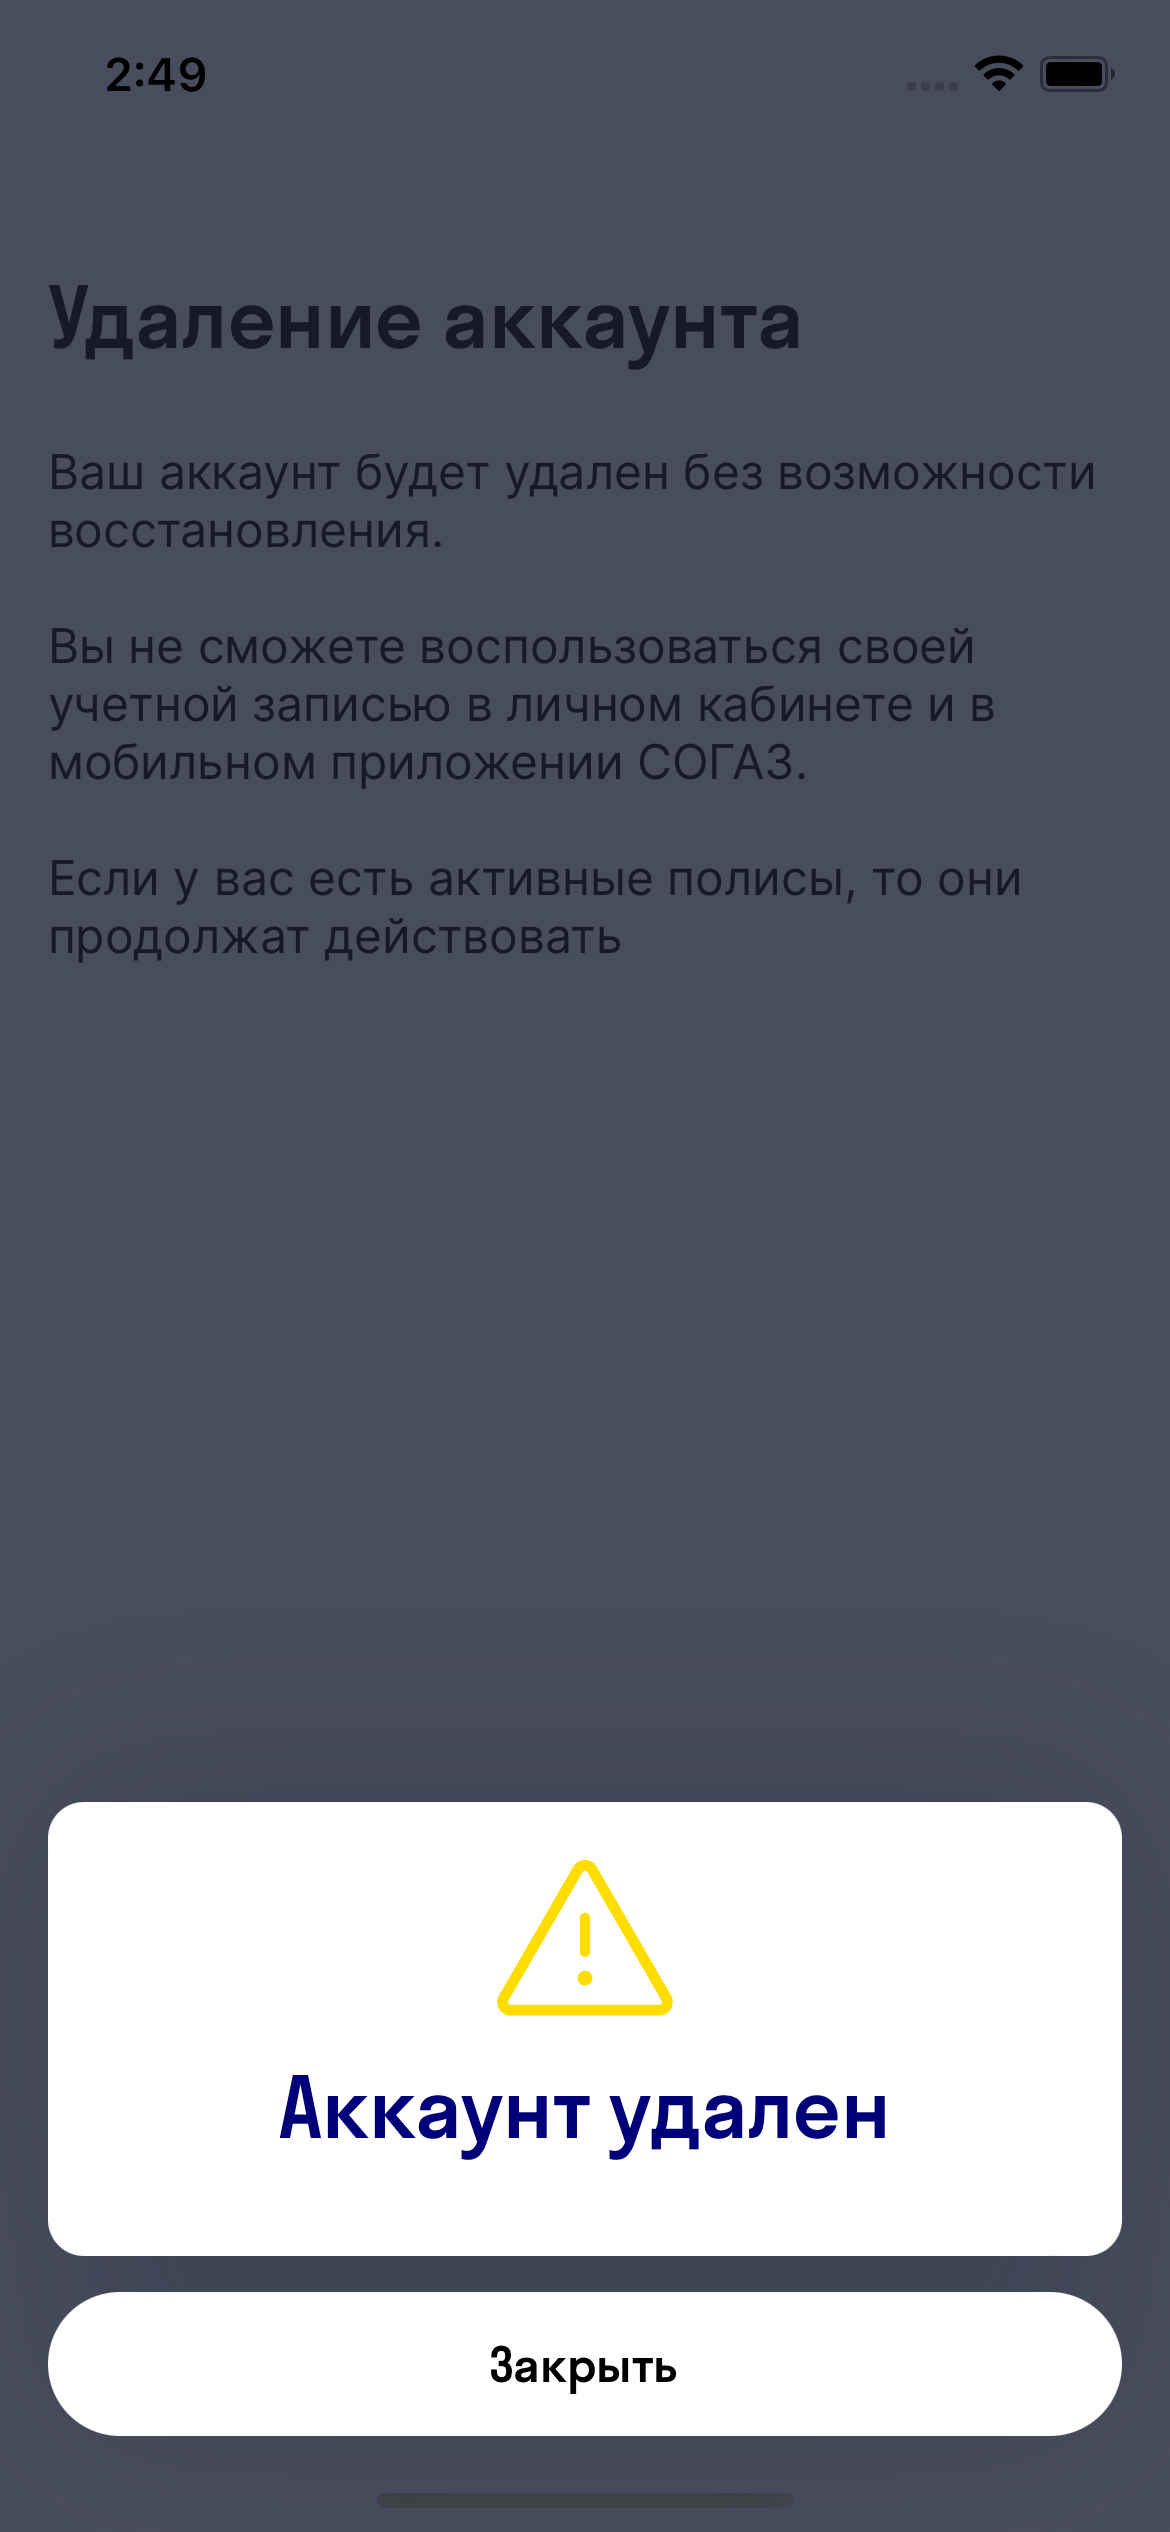 2:49
Удаление аккаунта
Ваш аккаунт будет удален без возможности
восстановления.
Вы не сможете воспользоваться своей
учетной записью в личном кабинете и в
мобильном приложении СОГАЗ.
Если у вас есть активные полисы, то они
продолжат действовать
Аккаунт удален
Закрыть